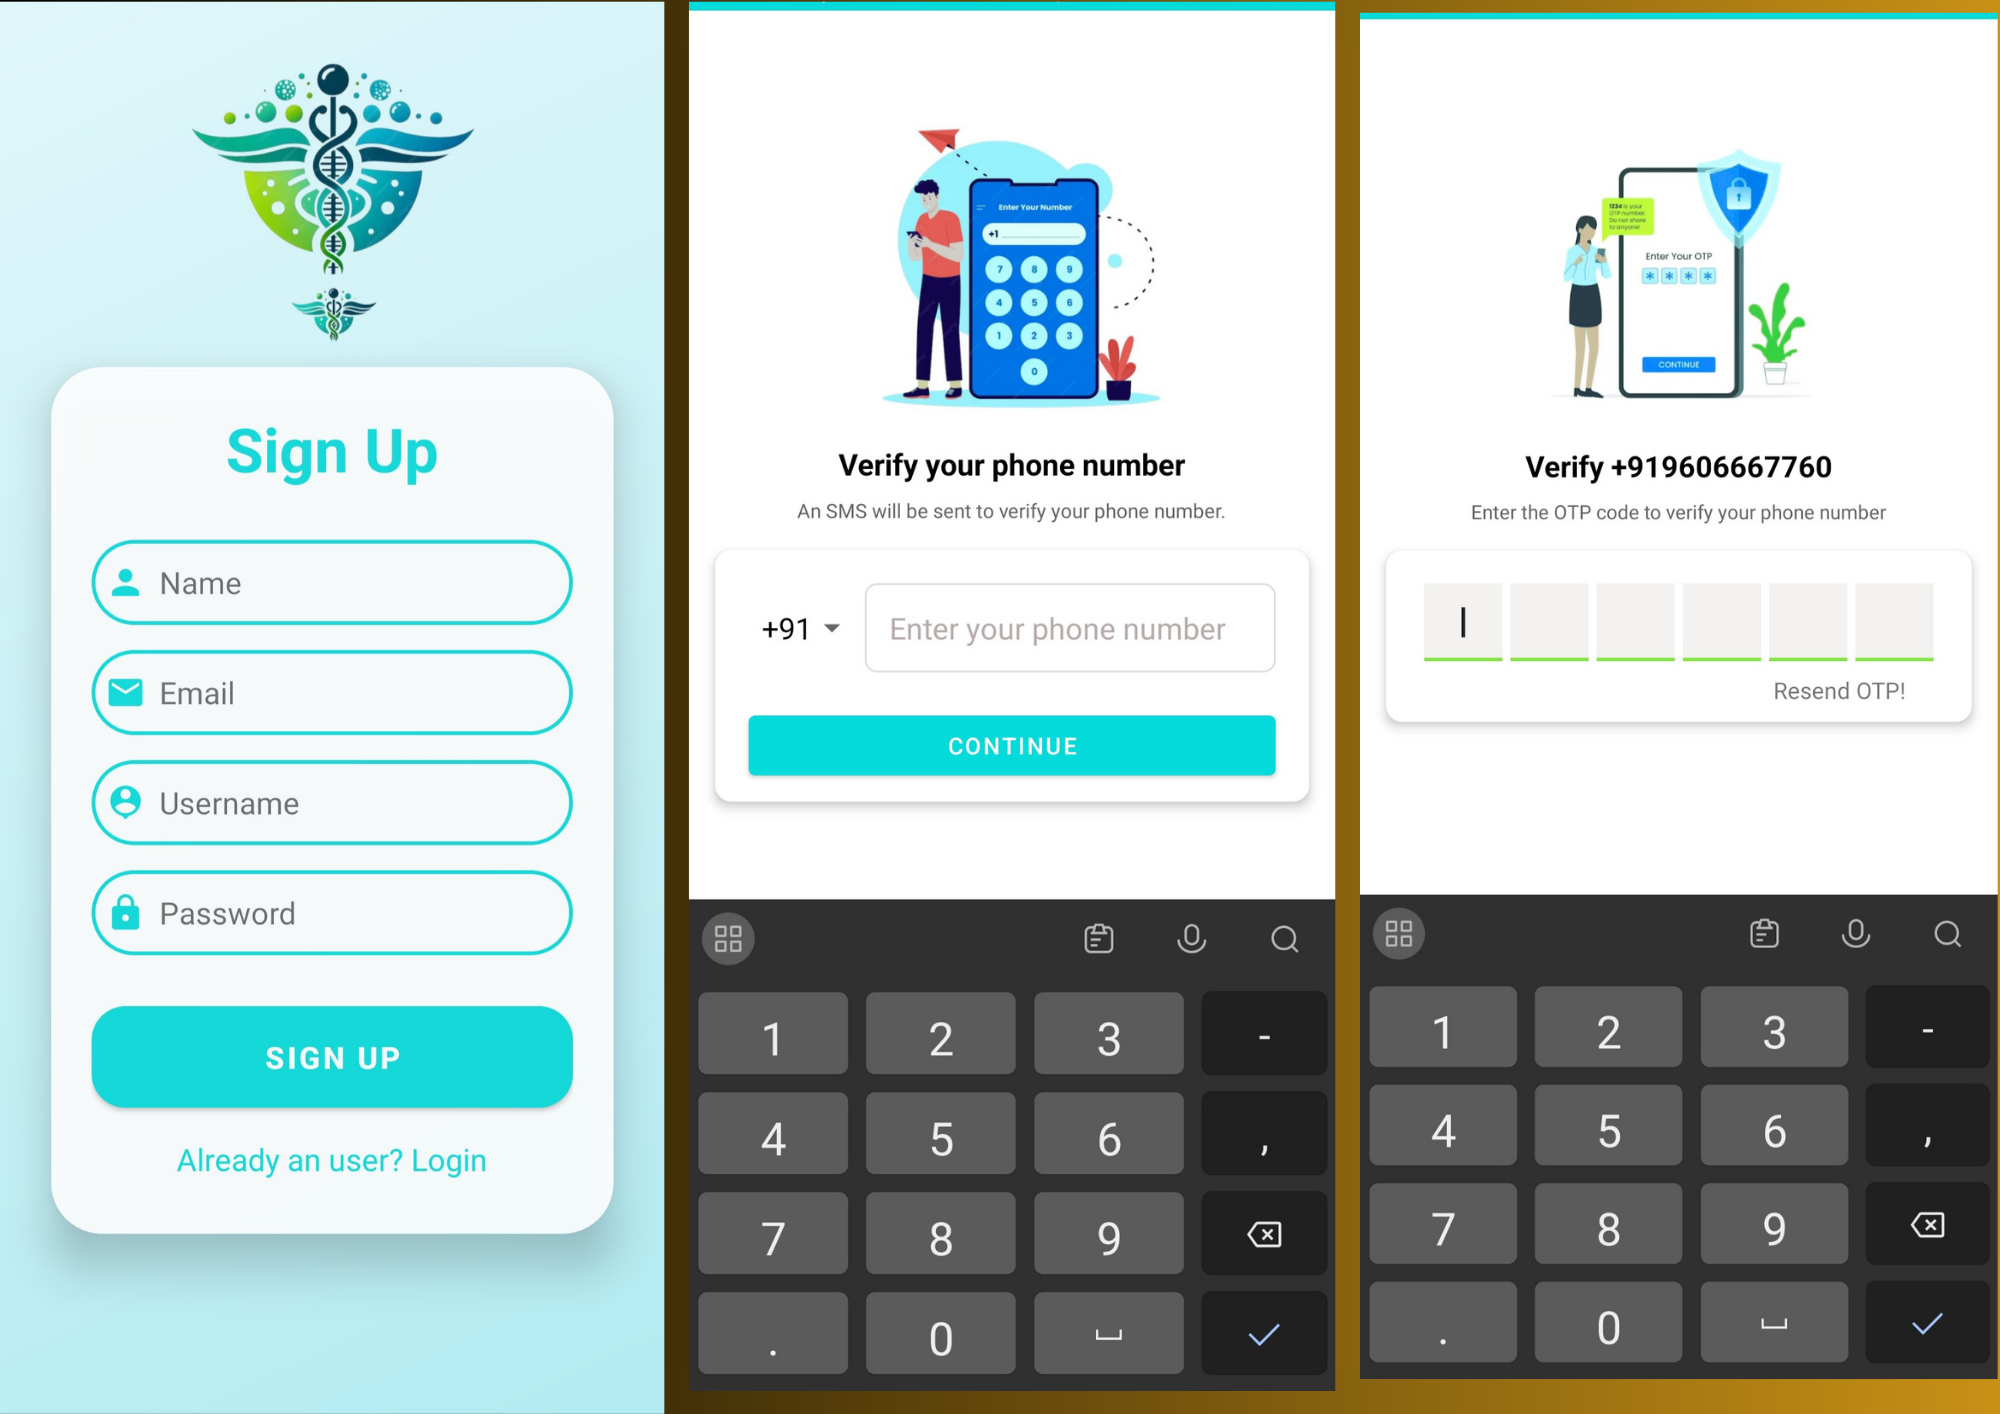 Sign Up
Name
Email
Username
Password
SIGN UP
Already an user? Login
Enter Your Number
+1
7 8 9
4 5 6
1 2 3
0
Verify your phone number
An SMS will be sent to verify your phone number.
+91
Enter your phone number
CONTINUE
1 2 3 -
4 5 6 ,
7 8 9
. 0
1234 is your
OTP number.
Do not share
to anyone!
Enter Your OTP
* * * *
CONTINUE
Verify +919606667760
Enter the OTP code to verify your phone number
Resend OTP!
1 2 3 -
4 5 6 ,
7 8 9
. 0